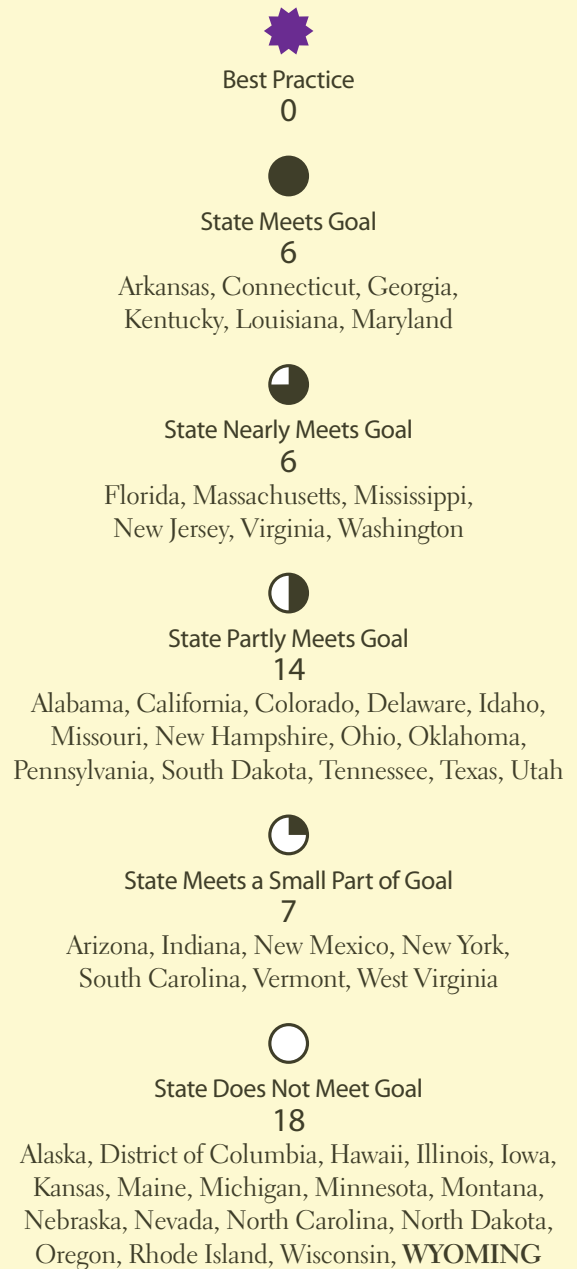 Best Practice
0
State Meets Goal
6
Arkansas, Connecticut, Georgia,
Kentucky, Louisiana, Maryland
State Nearly Meets Goal
6
Florida, Massachusetts, Mississippi,
New Jersey, Virginia, Washington
State Partly Meets Goal
14
Alabama, California, Colorado, Delaware, Idaho,
Missouri, New Hampshire, Ohio, Oklahoma,
Pennsylvania, South Dakota, Tennessee, Texas, Utah
State Meets a Small Part of Goal
7
Arizona, Indiana, New Mexico, New York,
South Carolina, Vermont, West Virginia
State Does Not Meet Goal
18
Alaska, District of Columbia, Hawaii, Illinois, Iowa,
Kansas, Maine, Michigan, Minnesota, Montana,
Nebraska, Nevada, North Carolina, North Dakota,
Oregon, Rhode Island, Wisconsin, WYOMING